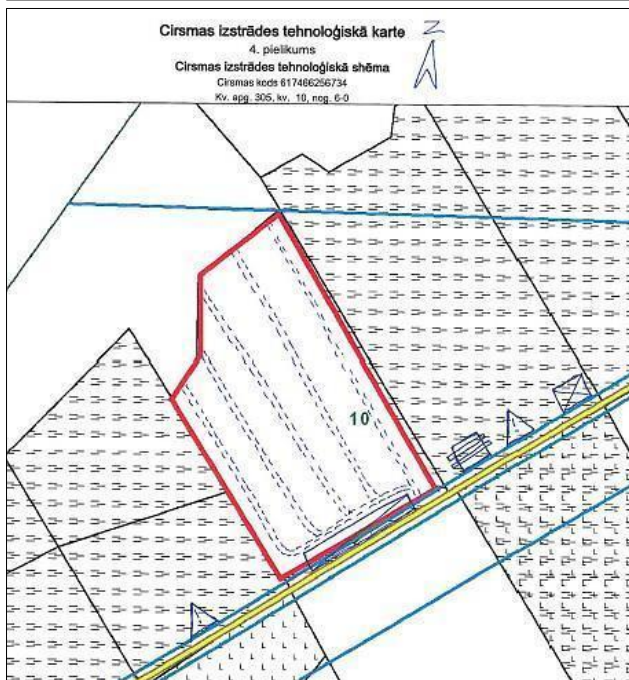 Cirsmas izstrādes tehnoloģiskā karte
Z
4. pielikums
Cirsmas izstrādes tehnoloģiskā shēma
Cirsmas kods 617466256734
Kv. apg. 305, kv. 10, nog. 6-0
10